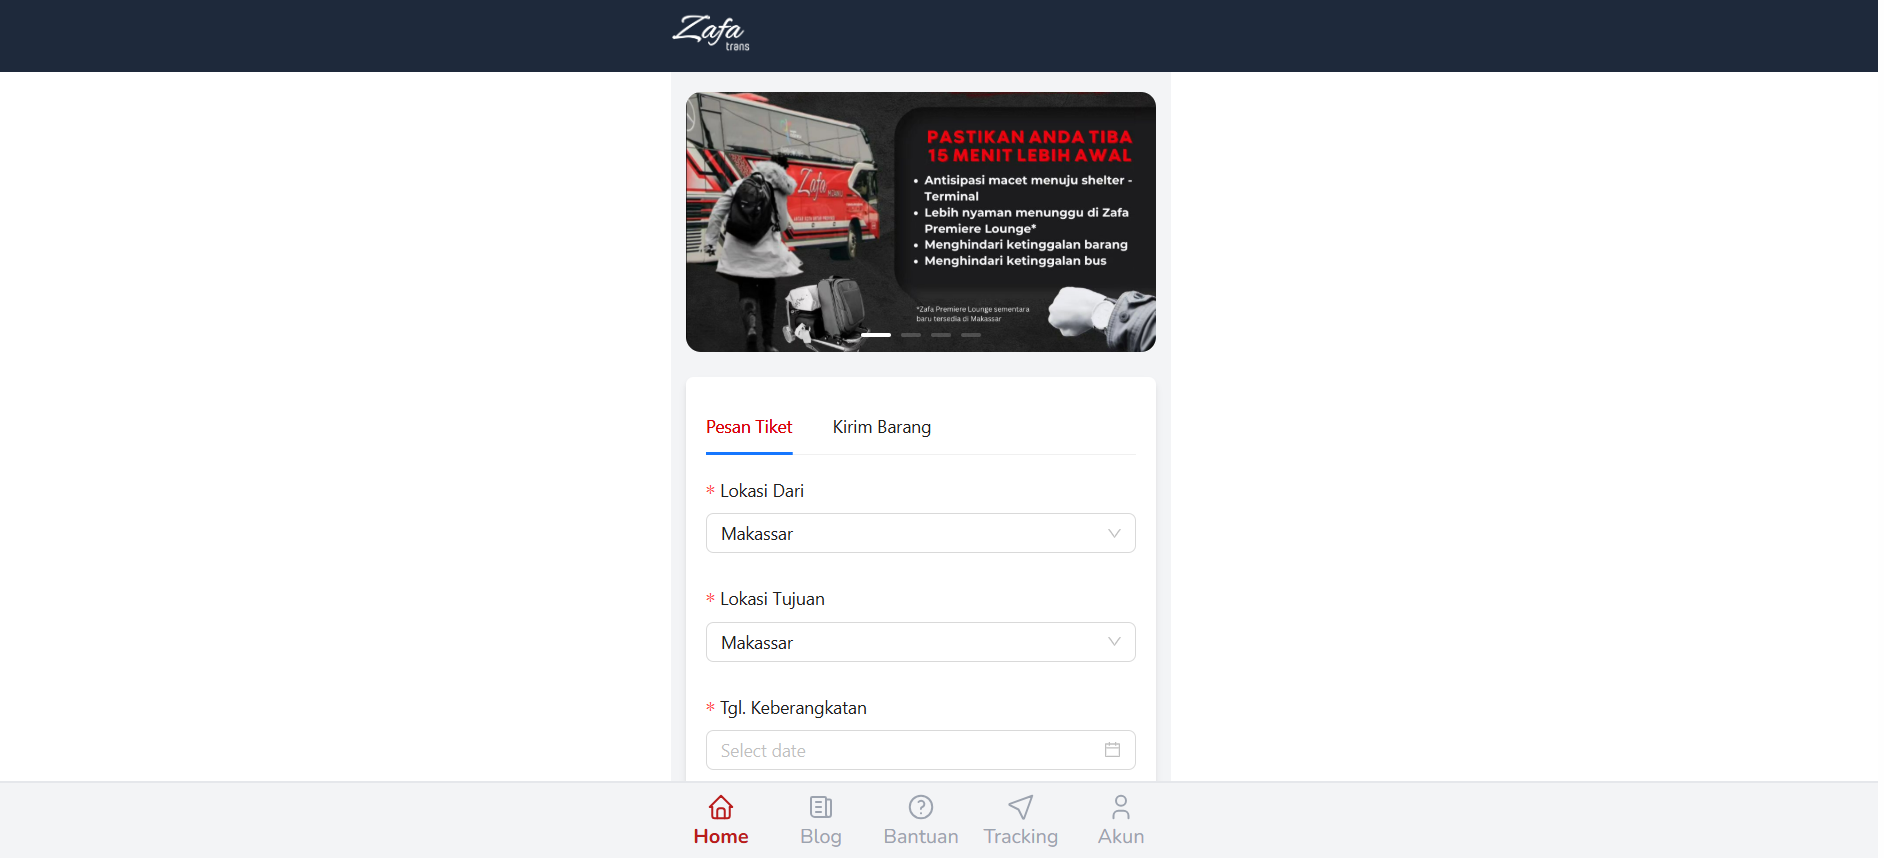 Zafa
trans
PASTIKAN ANDA TIBA
15 MENIT LEBIH AWAL
• Antisipasi macet menuju shelter -
Terminal
• Lebih nyaman menunggu di Zafa
Premiere Lounge*
• Menghindari ketinggalan barang
• Menghindari ketinggalan bus
*Zafa Premiere Lounge sementara
baru tersedia di Makassar
Zafa
Pesan Tiket
Kirim Barang
* Lokasi Dari
Makassar
* Lokasi Tujuan
Makassar
* Tgl. Keberangkatan
Select date
Home
Blog
Bantuan
Tracking
Akun